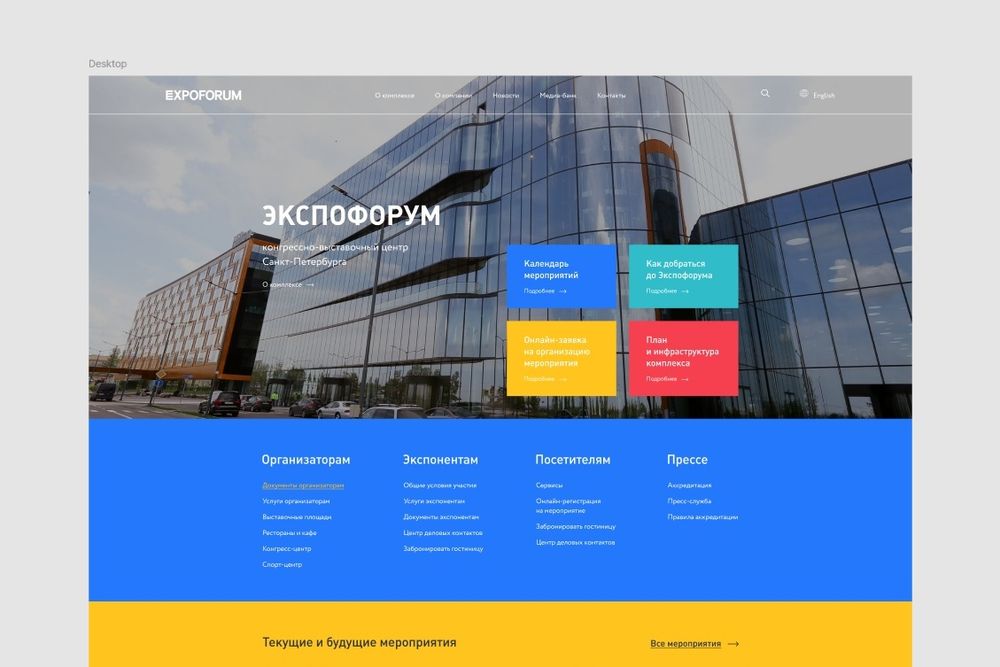 Desktop
EXPOFORUM
О комплексе
О компании
Новости
Медиа-банк
Контакты
English
ЭКСПОФОРУМ
конгрессно-выставочный центр
Санкт-Петербурга
О комплексе →
Календарь
мероприятий
Подробнее →
Как добраться
до Экспофорума
Подробнее →
Онлайн-заявка
на организацию
мероприятия
Подробнее →
План
и инфраструктура
комплекса
Подробнее →
Организаторам
Документы организаторам
Услуги организаторам
Выставочные площади
Рестораны и кафе
Конгресс-центр
Спорт-центр
Экспонентам
Общие условия участия
Услуги экспонентам
Документы экспонентам
Центр деловых контактов
Забронировать гостиницу
Посетителям
Сервисы
Онлайн-регистрация
на мероприятие
Забронировать гостиницу
Центр деловых контактов
Прессе
Аккредитация
Пресс-служба
Правила аккредитации
Текущие и будущие мероприятия
Все мероприятия →